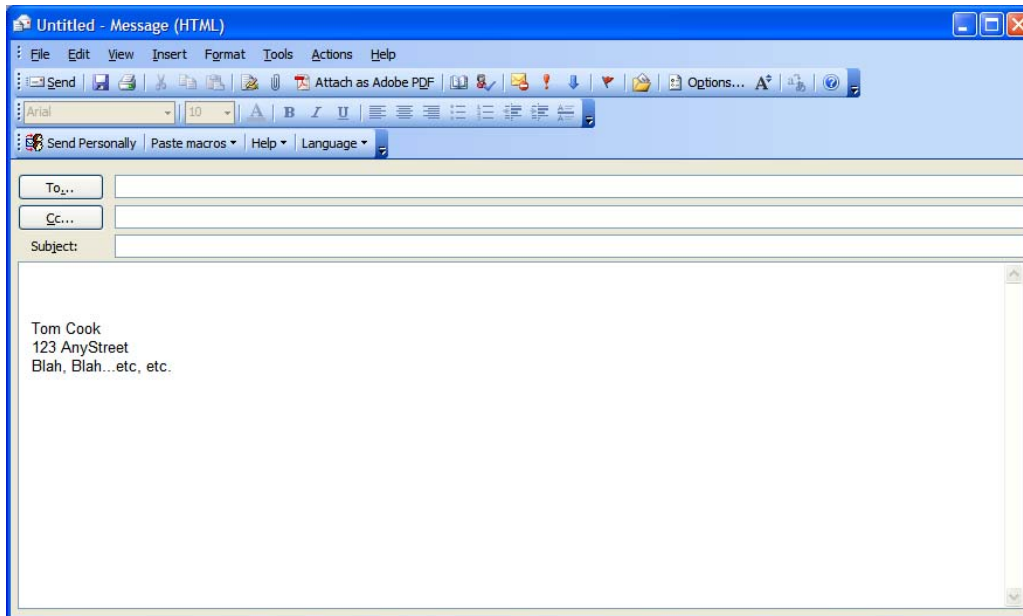 Untitled - Message (HTML)
File Edit View Insert Format Tools Actions Help
Send Attach as Adobe PDF Options...
Arial 10 A B I U
Send Personally Paste macros Help Language
To...
Cc...
Subject:
Tom Cook
123 AnyStreet
Blah, Blah...etc, etc.